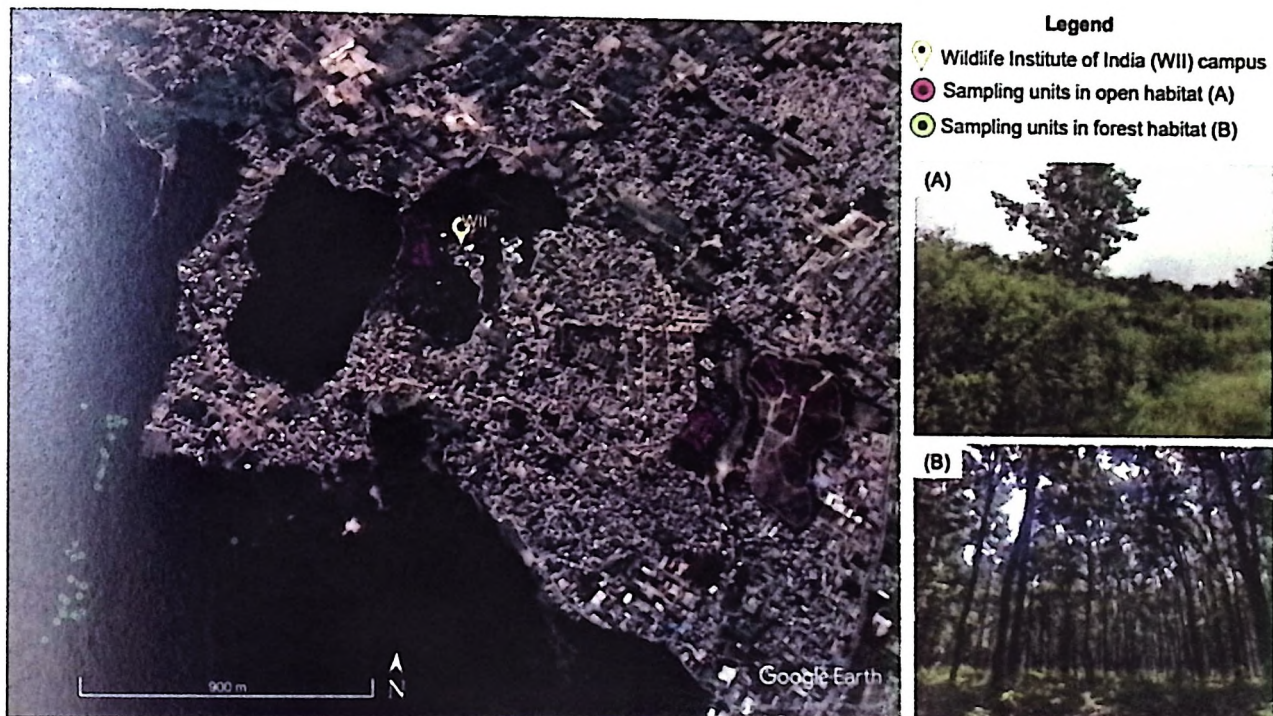 Legend
Wildlife Institute of India (WII) campus
Sampling units in open habitat (A)
Sampling units in forest habitat (B)
(A)
WII
(B)
Google Earth
900 m
N